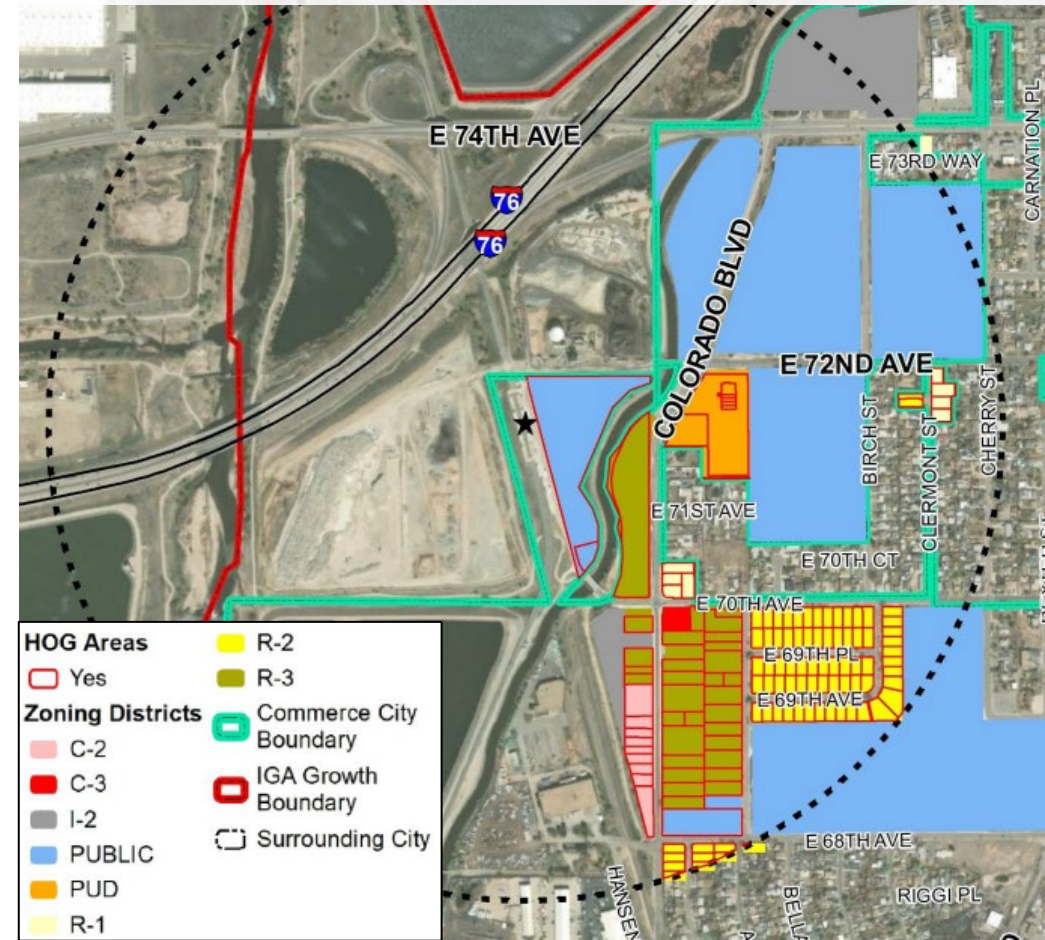 E 74TH AVE
E 73RD WAY
CARNATION PL
76
76
COLORADO BLVD
E 72ND AVE
BIRCH ST
CLERMONT ST
CHERRY ST
E 71ST AVE
E 70TH CT
E 70TH AVE
E 69TH PL
E 69TH AVE
E 68TH AVE
HANSEN
BELLA
RIGGI PL
HOG Areas
Yes
Zoning Districts
C-2
C-3
I-2
PUBLIC
PUD
R-1
R-2
R-3
Commerce City
Boundary
IGA Growth
Boundary
Surrounding City